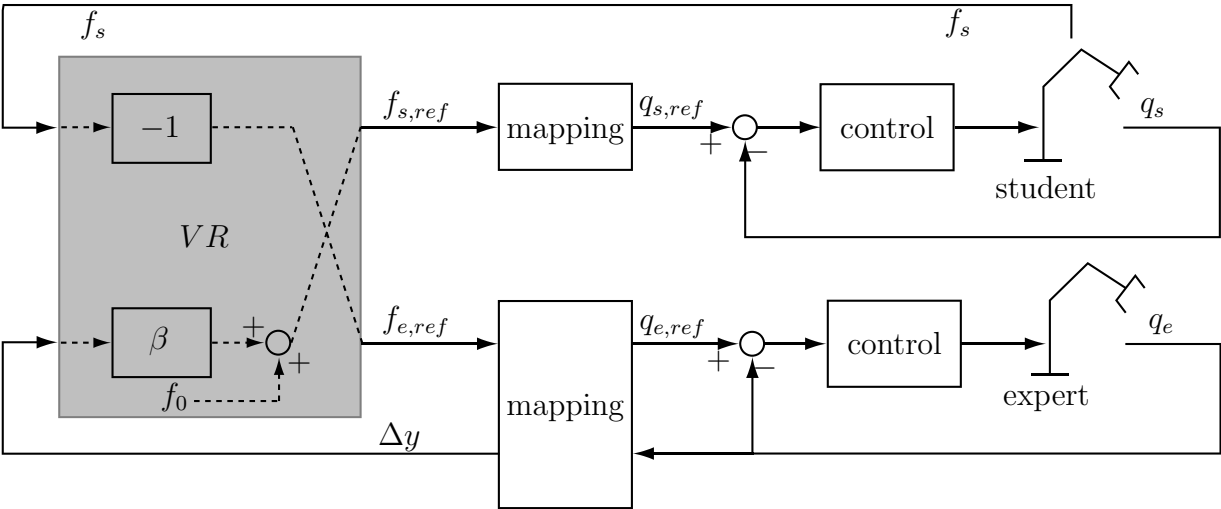 f_s f_s
−1 f_{s,ref} mapping q_{s,ref} + − control q_s
student
VR
β + + f_{e,ref} q_{e,ref} + − control q_e
f_0 mapping expert
Δy